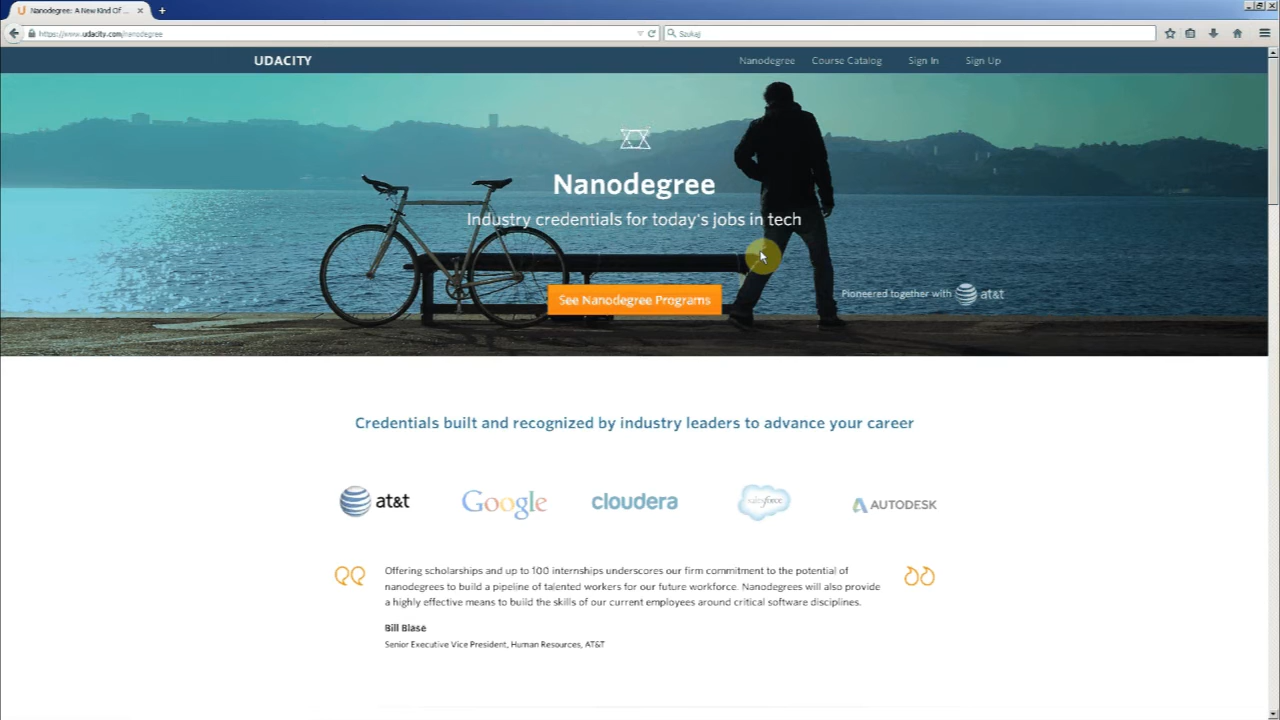 Nanodegree: A New Kind Of ...
https://www.udacity.com/nanodegree
Szukaj
UDACITY
Nanodegree
Course Catalog
Sign In
Sign Up
Nanodegree
Industry credentials for today's jobs in tech
See Nanodegree Programs
Pioneered together with at&t
Credentials built and recognized by industry leaders to advance your career
at&t
Google
cloudera
salesforce
AUTODESK
Offering scholarships and up to 100 internships underscores our firm commitment to the potential of
nanodegrees to build a pipeline of talented workers for our future workforce. Nanodegrees will also provide
a highly effective means to build the skills of our current employees around critical software disciplines.
Bill Blase
Senior Executive Vice President, Human Resources, AT&T